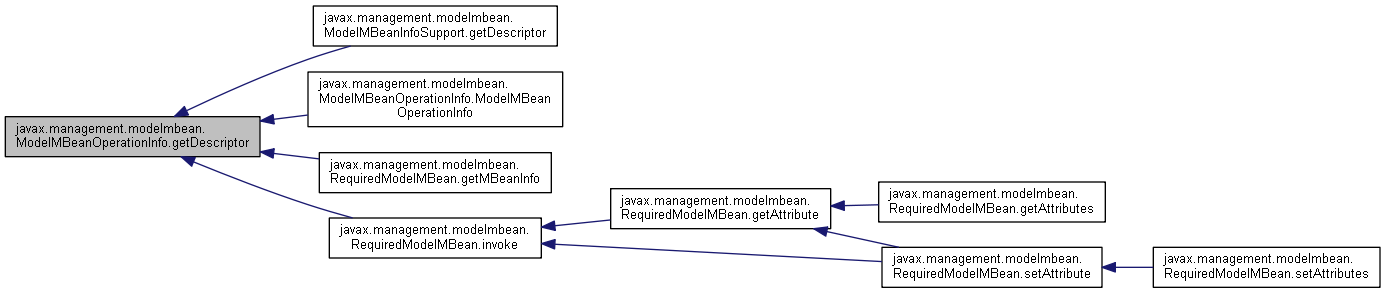 javax.management.modelmbean.
ModelMBeanInfoSupport.getDescriptor
javax.management.modelmbean.
ModelMBeanOperationInfo.ModelMBean
OperationInfo
javax.management.modelmbean.
ModelMBeanOperationInfo.getDescriptor
javax.management.modelmbean.
RequiredModelMBean.getMBeanInfo
javax.management.modelmbean.
RequiredModelMBean.invoke
javax.management.modelmbean.
RequiredModelMBean.getAttribute
javax.management.modelmbean.
RequiredModelMBean.getAttributes
javax.management.modelmbean.
RequiredModelMBean.setAttribute
javax.management.modelmbean.
RequiredModelMBean.setAttributes